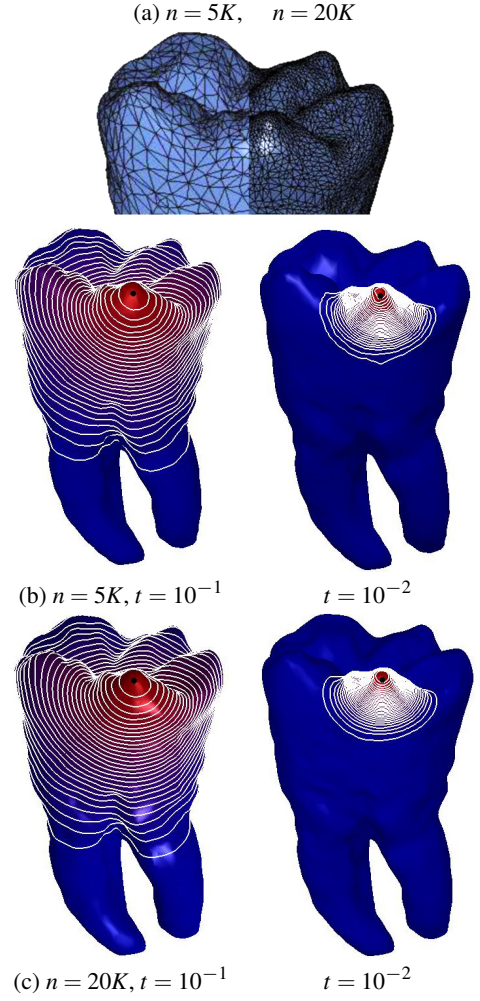 (a) n = 5K, n = 20K
(b) n = 5K, t = 10⁻¹ t = 10⁻²
(c) n = 20K, t = 10⁻¹ t = 10⁻²